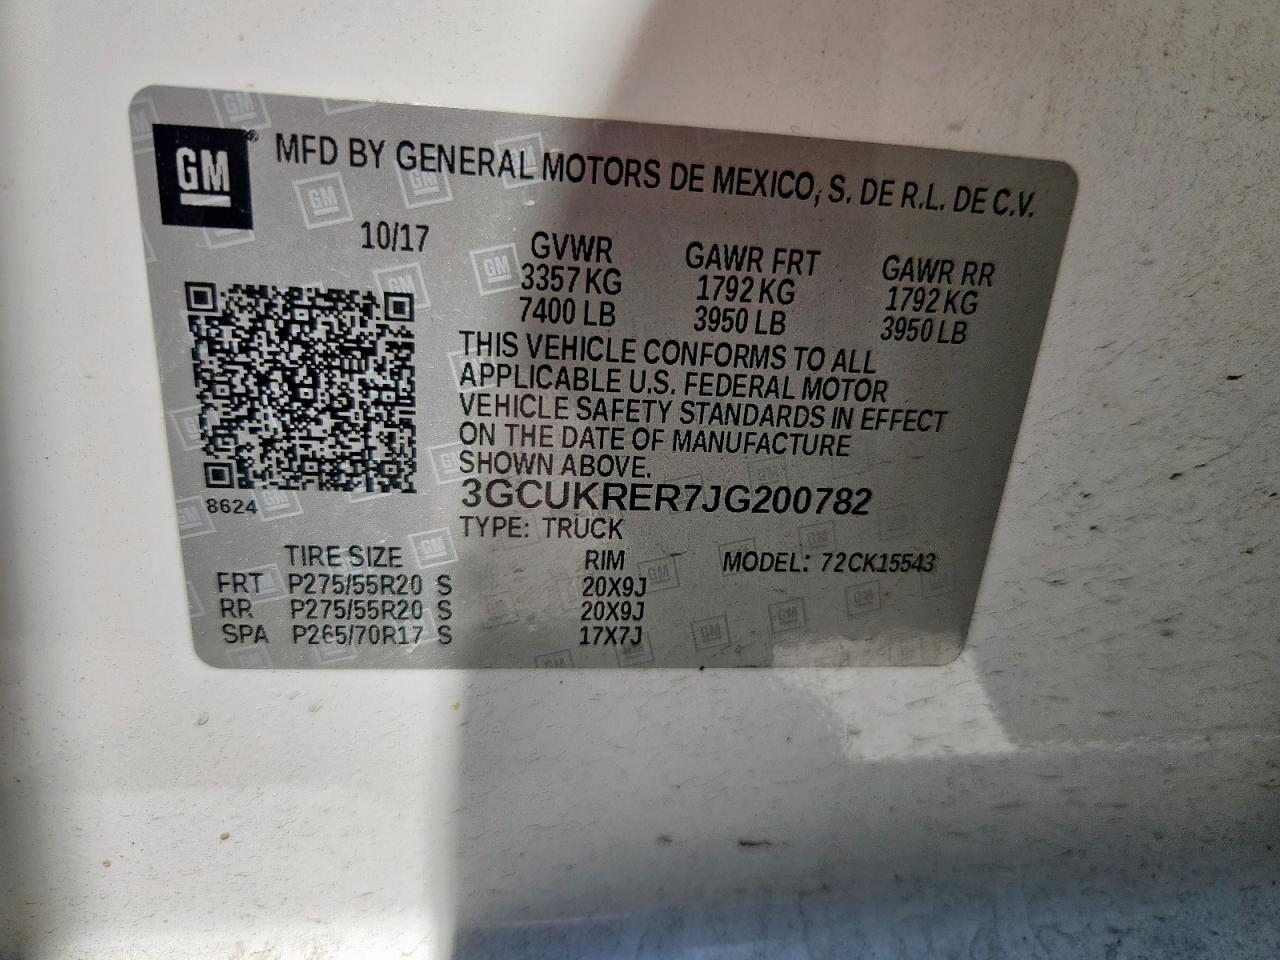 GM ® MFD BY GENERAL MOTORS DE MEXICO, S. DE R.L. DE C.V.
10/17 GVWR GAWR FRT GAWR RR
3357 KG 1792 KG 1792 KG
7400 LB 3950 LB 3950 LB
THIS VEHICLE CONFORMS TO ALL
APPLICABLE U.S. FEDERAL MOTOR
VEHICLE SAFETY STANDARDS IN EFFECT
ON THE DATE OF MANUFACTURE
SHOWN ABOVE.
3GCUKRER7JG200782
8624
TYPE: TRUCK
TIRE SIZE RIM MODEL: 72CK15543
FRT P275/55R20 S 20X9J
RR P275/55R20 S 20X9J
SPA P265/70R17 S 17X7J